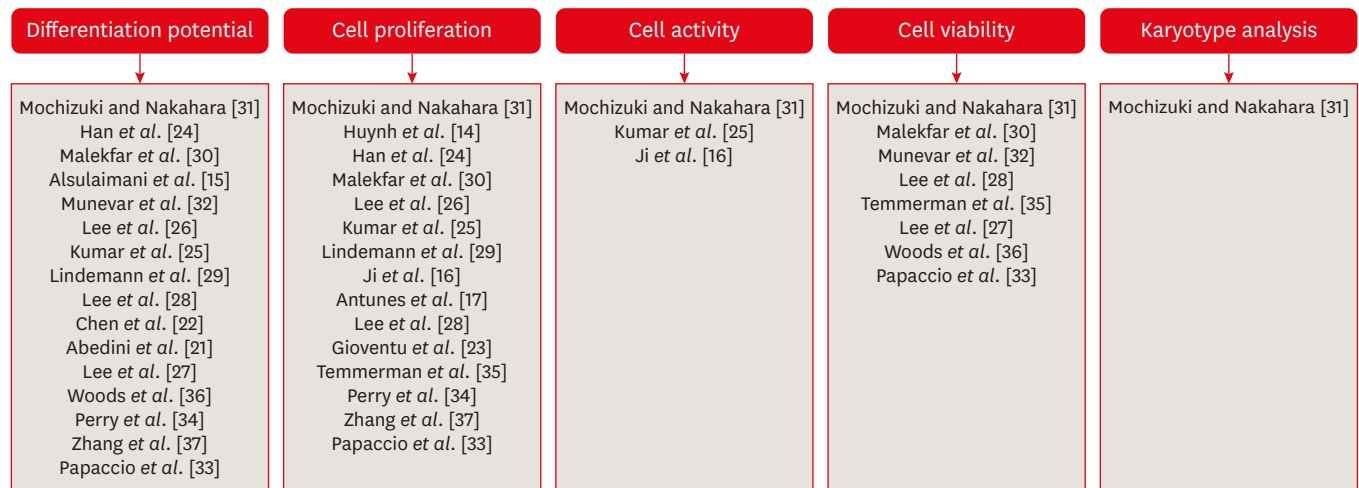 Differentiation potential
Mochizuki and Nakahara [31]
Han et al. [24]
Malekfar et al. [30]
Alsulaimani et al. [15]
Munevar et al. [32]
Lee et al. [26]
Kumar et al. [25]
Lindemann et al. [29]
Lee et al. [28]
Chen et al. [22]
Abedini et al. [21]
Lee et al. [27]
Woods et al. [36]
Perry et al. [34]
Zhang et al. [37]
Papaccio et al. [33]
Cell proliferation
Mochizuki and Nakahara [31]
Huynh et al. [14]
Han et al. [24]
Malekfar et al. [30]
Lee et al. [26]
Kumar et al. [25]
Lindemann et al. [29]
Ji et al. [16]
Antunes et al. [17]
Lee et al. [28]
Gioventu et al. [23]
Temmerman et al. [35]
Perry et al. [34]
Zhang et al. [37]
Papaccio et al. [33]
Cell activity
Mochizuki and Nakahara [31]
Kumar et al. [25]
Ji et al. [16]
Cell viability
Mochizuki and Nakahara [31]
Malekfar et al. [30]
Munevar et al. [32]
Lee et al. [28]
Temmerman et al. [35]
Lee et al. [27]
Woods et al. [36]
Papaccio et al. [33]
Karyotype analysis
Mochizuki and Nakahara [31]